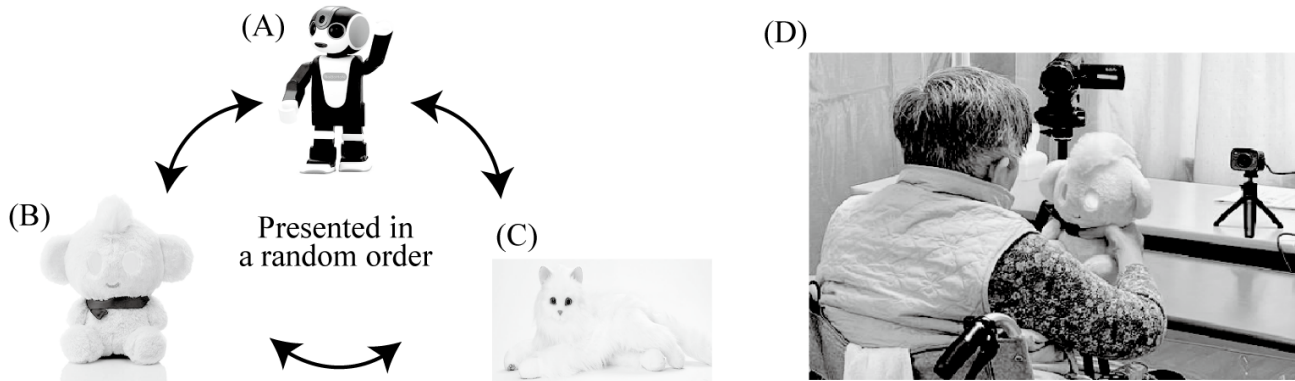 (A)
(D)
(B)
Presented in
a random order
(C)